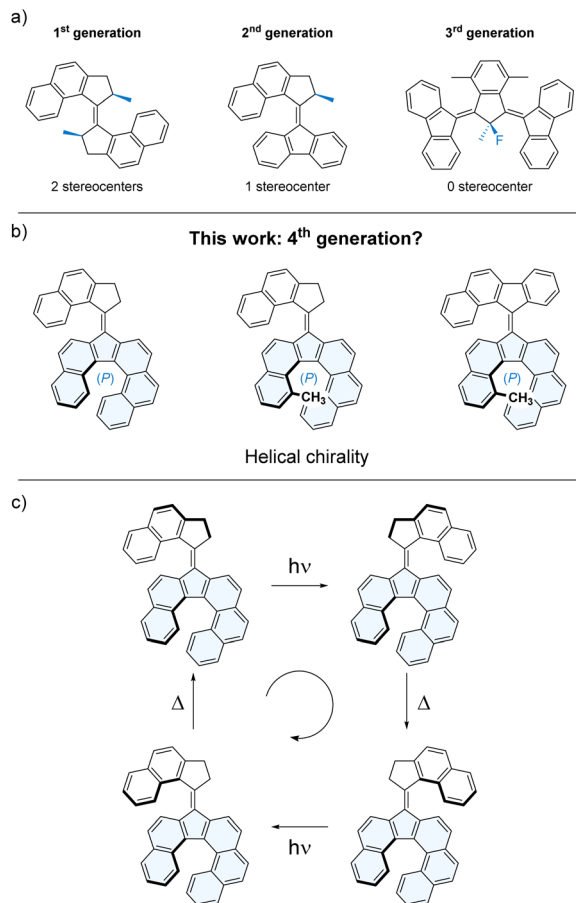 a)
1st generation
2nd generation
3rd generation
F
2 stereocenters
1 stereocenter
0 stereocenter
b)
This work: 4th generation?
(P)
(P)
CH3
(P)
CH3
Helical chirality
c)
hν
Δ
Δ
hν